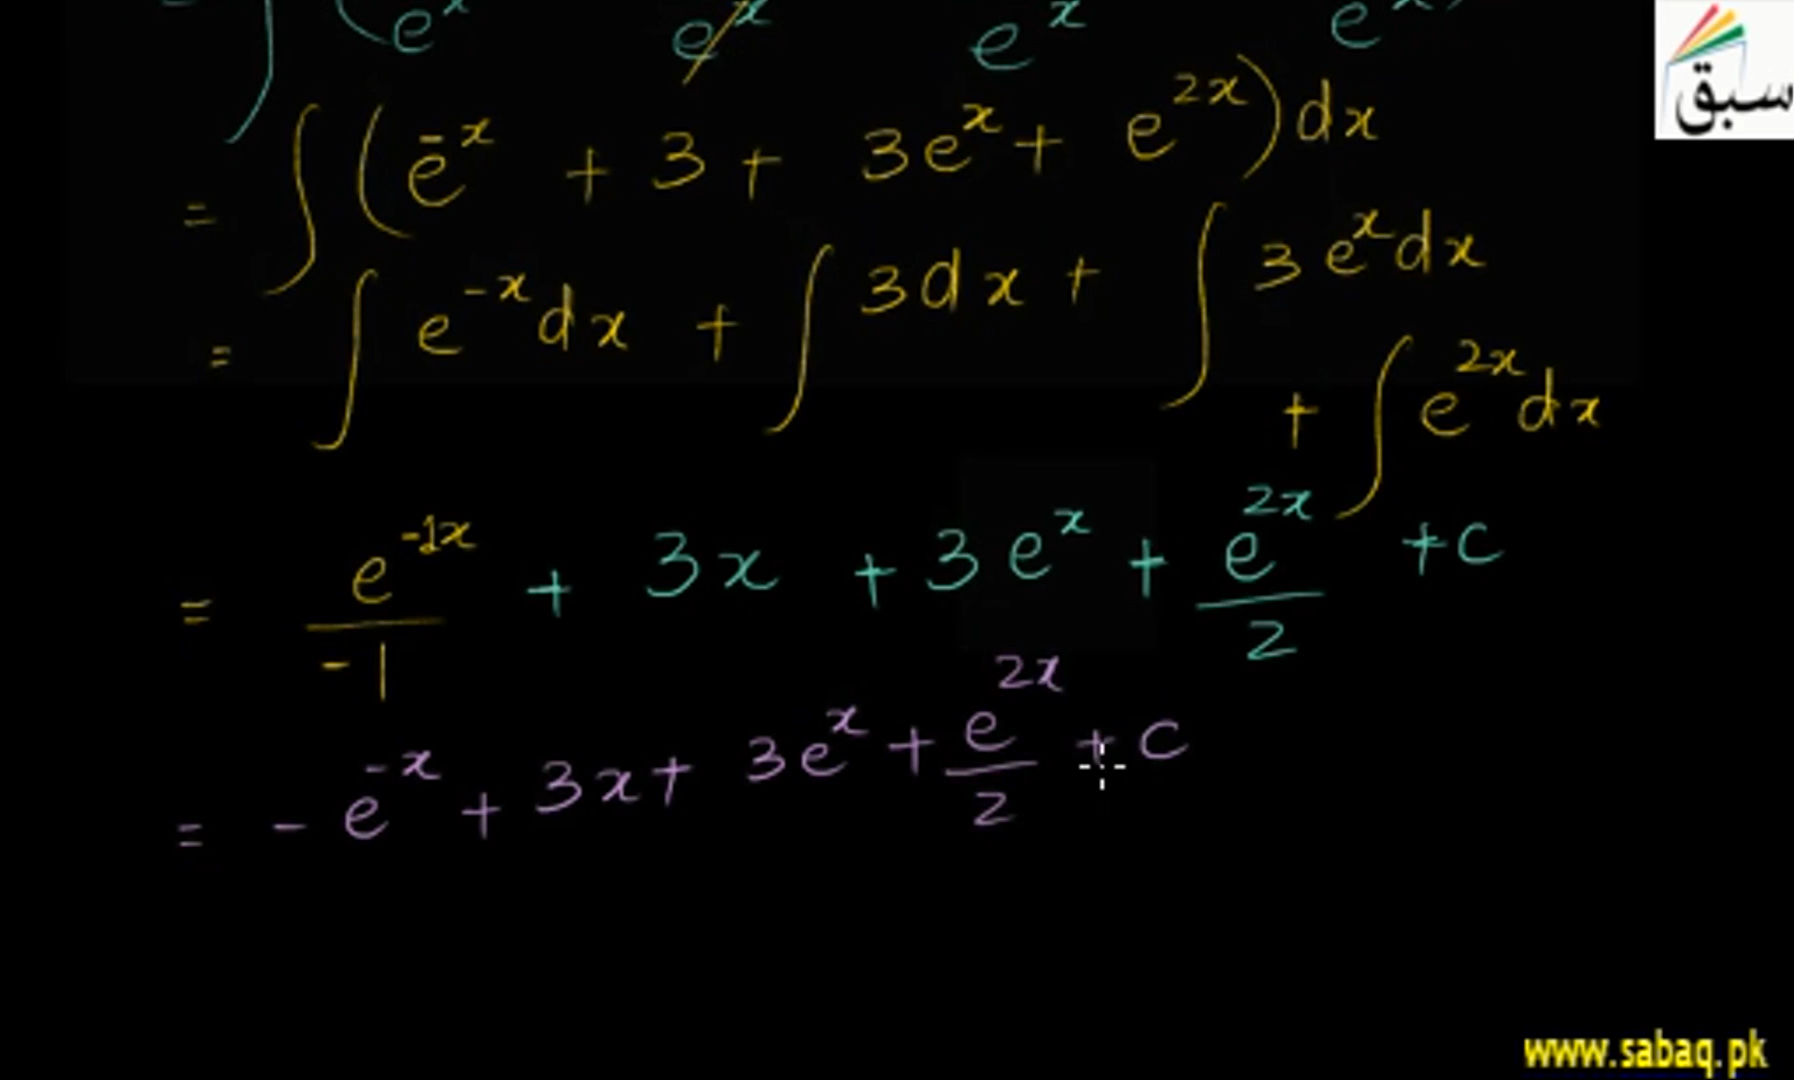 ∫ ( e^x e^x e^x e^x
سبق
= ∫ (e^-x + 3 + 3e^x + e^2x) dx
= ∫ e^-x dx + ∫ 3dx + ∫ 3e^x dx
+ ∫ e^2x dx
= e^-1x/-1 + 3x + 3e^x + e^2x/2 + c
= - e^-x + 3x + 3e^x + e^2x/2 + c
www.sabaq.pk